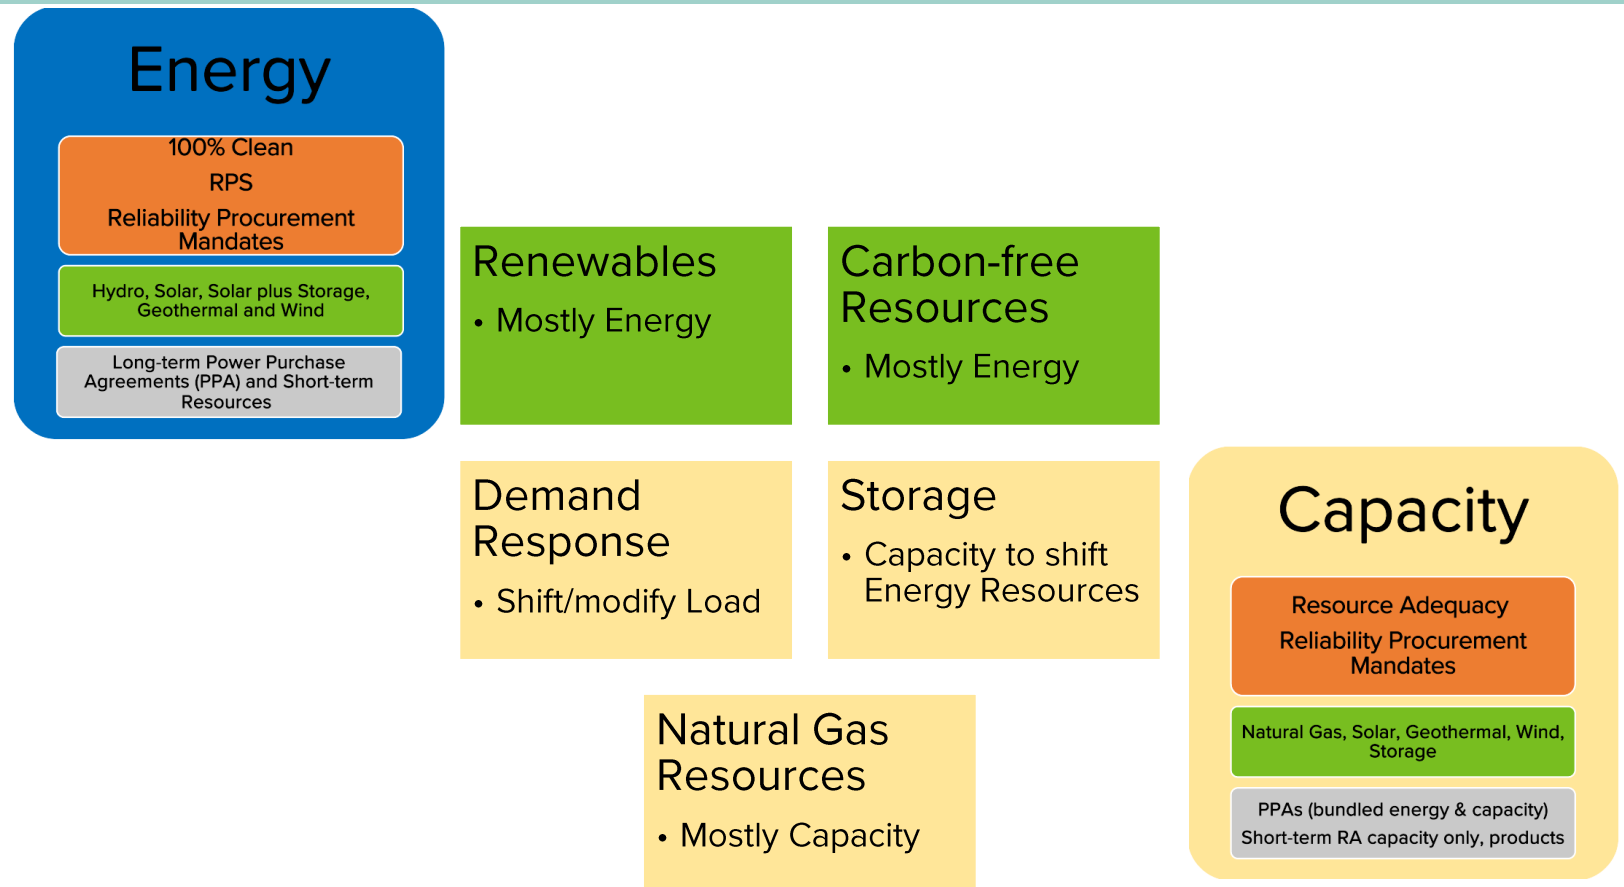 Energy
100% Clean
RPS
Reliability Procurement
Mandates
Hydro, Solar, Solar plus Storage,
Geothermal and Wind
Long-term Power Purchase
Agreements (PPA) and Short-term
Resources
Renewables
• Mostly Energy
Carbon-free
Resources
• Mostly Energy
Demand
Response
• Shift/modify Load
Storage
• Capacity to shift
Energy Resources
Natural Gas
Resources
• Mostly Capacity
Capacity
Resource Adequacy
Reliability Procurement
Mandates
Natural Gas, Solar, Geothermal, Wind,
Storage
PPAs (bundled energy & capacity)
Short-term RA capacity only, products